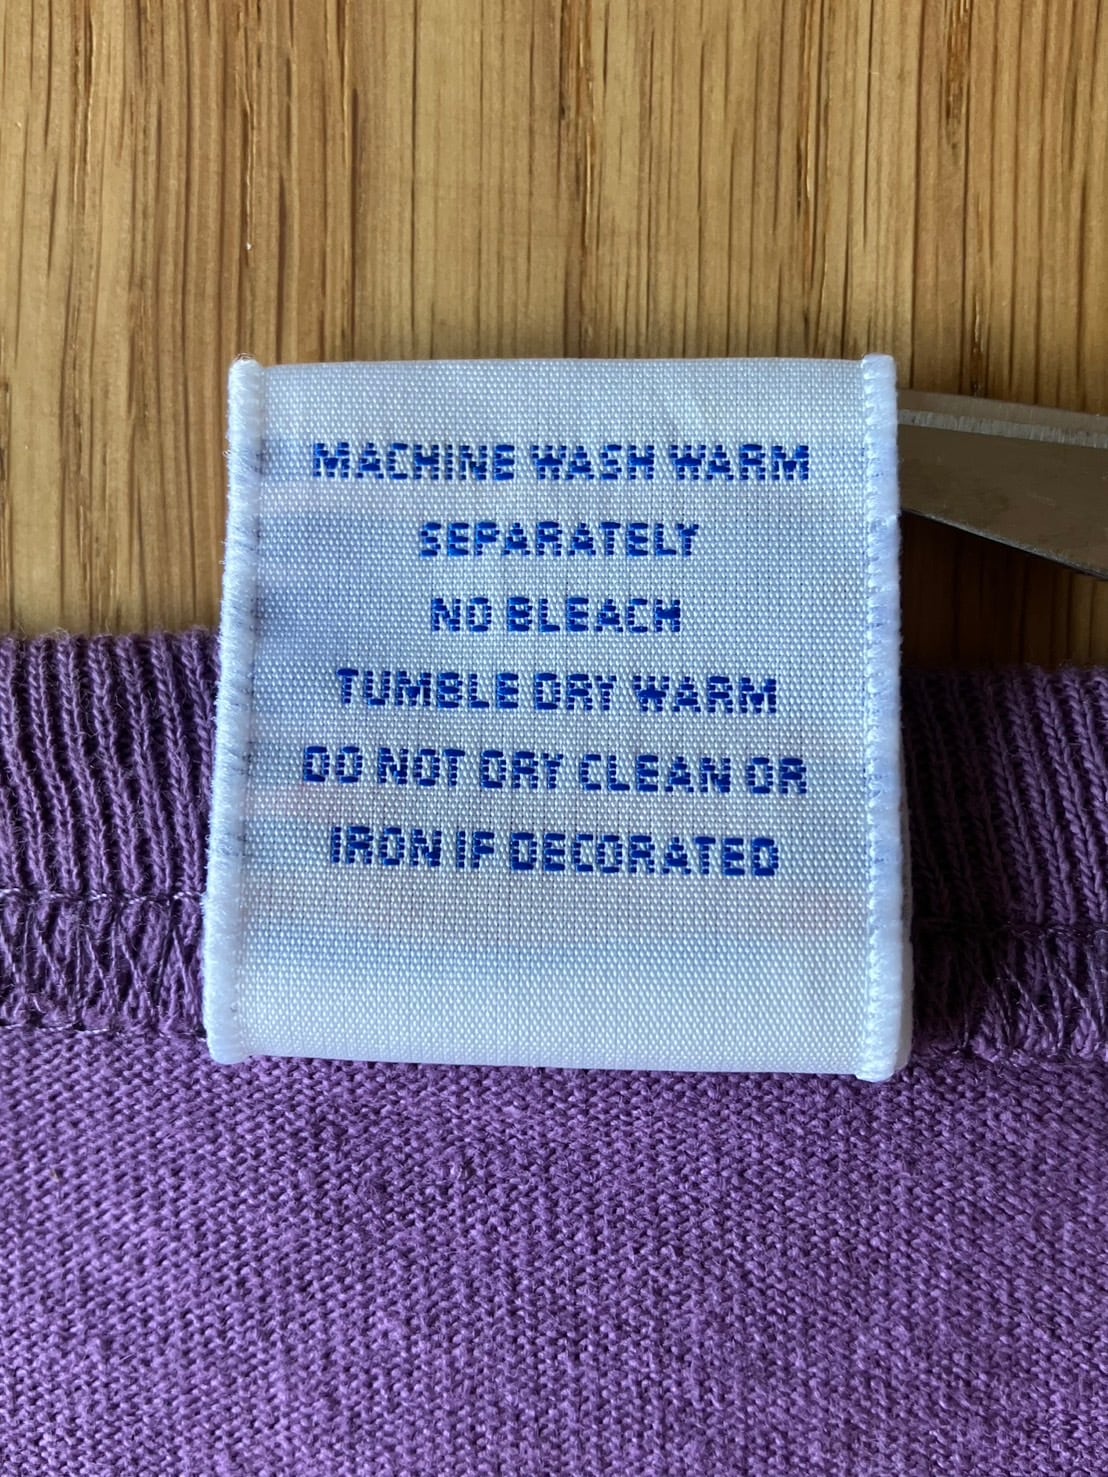 MACHINE WASH WARM
SEPARATELY
NO BLEACH
TUMBLE DRY WARM
DO NOT DRY CLEAN OR
IRON IF DECORATED